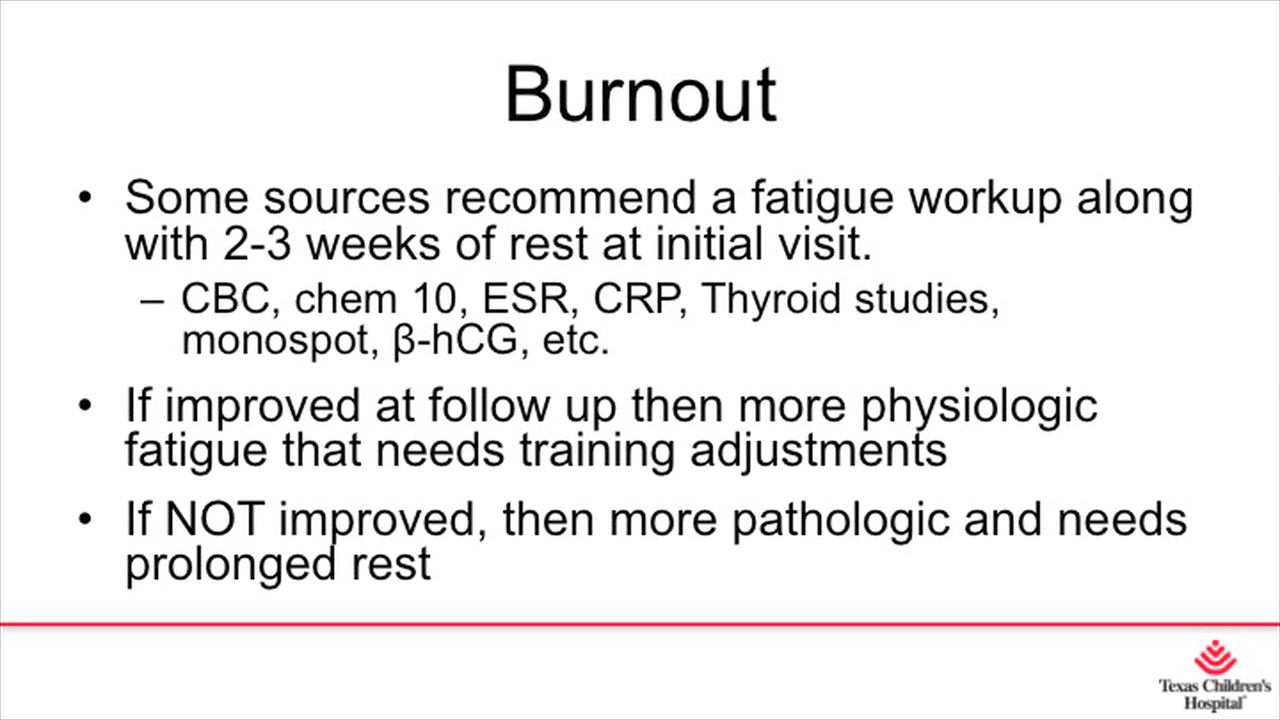 Burnout
• Some sources recommend a fatigue workup along
with 2-3 weeks of rest at initial visit.
– CBC, chem 10, ESR, CRP, Thyroid studies,
monospot, β-hCG, etc.
• If improved at follow up then more physiologic
fatigue that needs training adjustments
• If NOT improved, then more pathologic and needs
prolonged rest
Texas Children's
Hospital